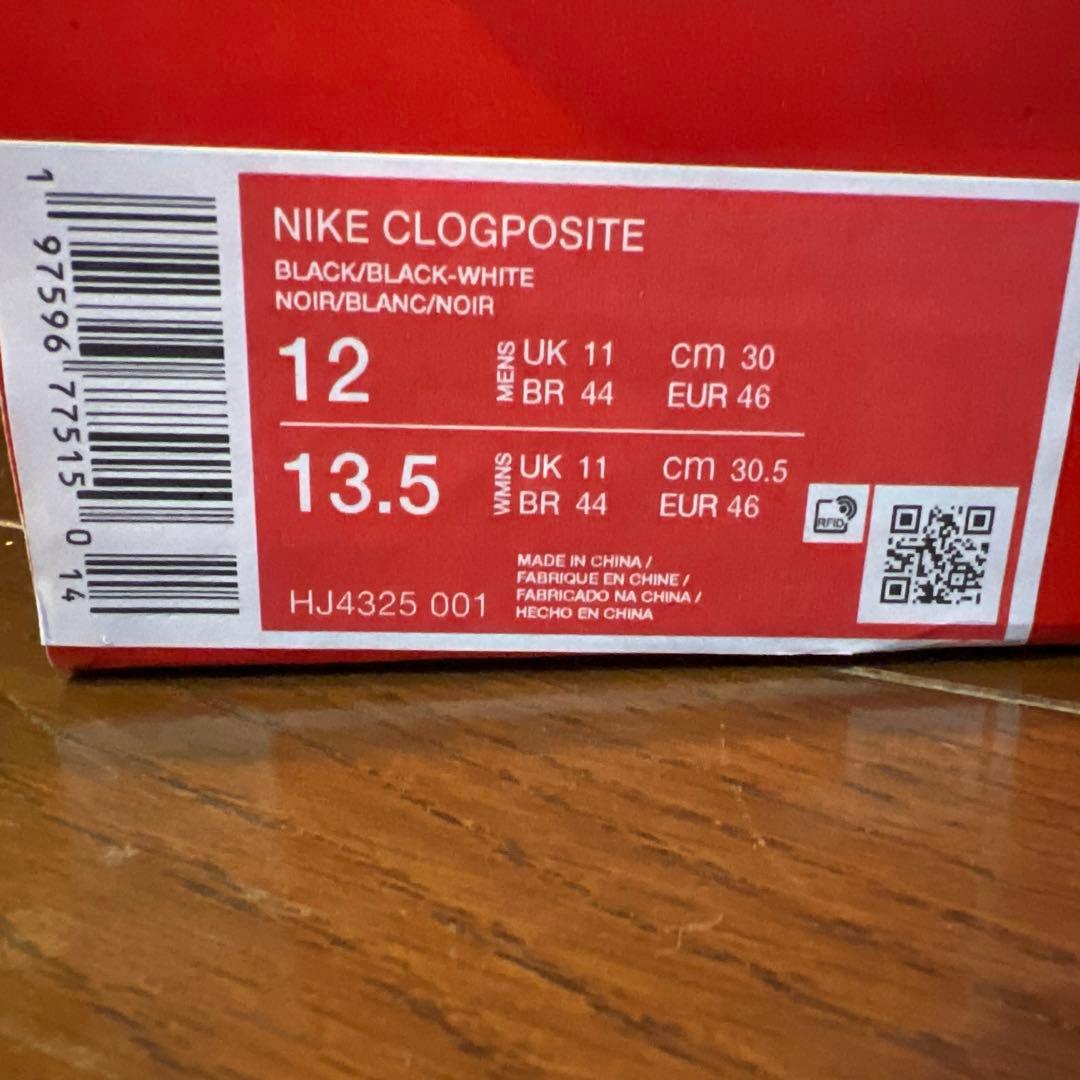 NIKE CLOGPOSITE
BLACK/BLACK-WHITE
NOIR/BLANC/NOIR
12 MENS UK 11 cm 30
BR 44 EUR 46
13.5 WMNS UK 11 cm 30.5
BR 44 EUR 46
RFID
MADE IN CHINA /
FABRIQUE EN CHINE /
FABRICADO NA CHINA /
HECHO EN CHINA
HJ4325 001
1 97596 77515 0 14